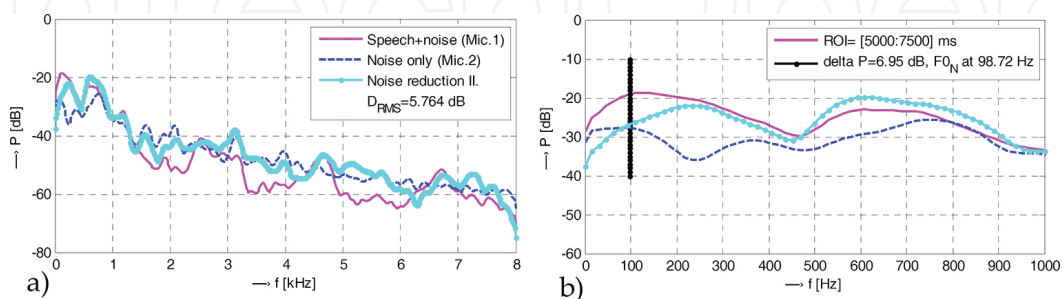 0
-20
-40
-60
-80
→ P [dB]
Speech+noise (Mic.1)
Noise only (Mic.2)
Noise reduction II.
D_RMS=5.764 dB
0 1 2 3 4 5 6 7 8
→ f [kHz]
a)
0
-10
-20
-30
-40
-50
-60
→ P [dB]
ROI= [5000:7500] ms
delta P=6.95 dB, F0_N at 98.72 Hz
0 100 200 300 400 500 600 700 800 900 1000
→ f [Hz]
b)